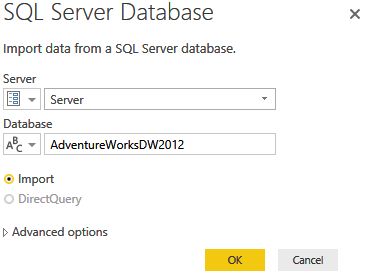 SQL Server Database
Import data from a SQL Server database.
Server
Server
Database
ABC AdventureWorksDW2012
Import
DirectQuery
Advanced options
OK Cancel